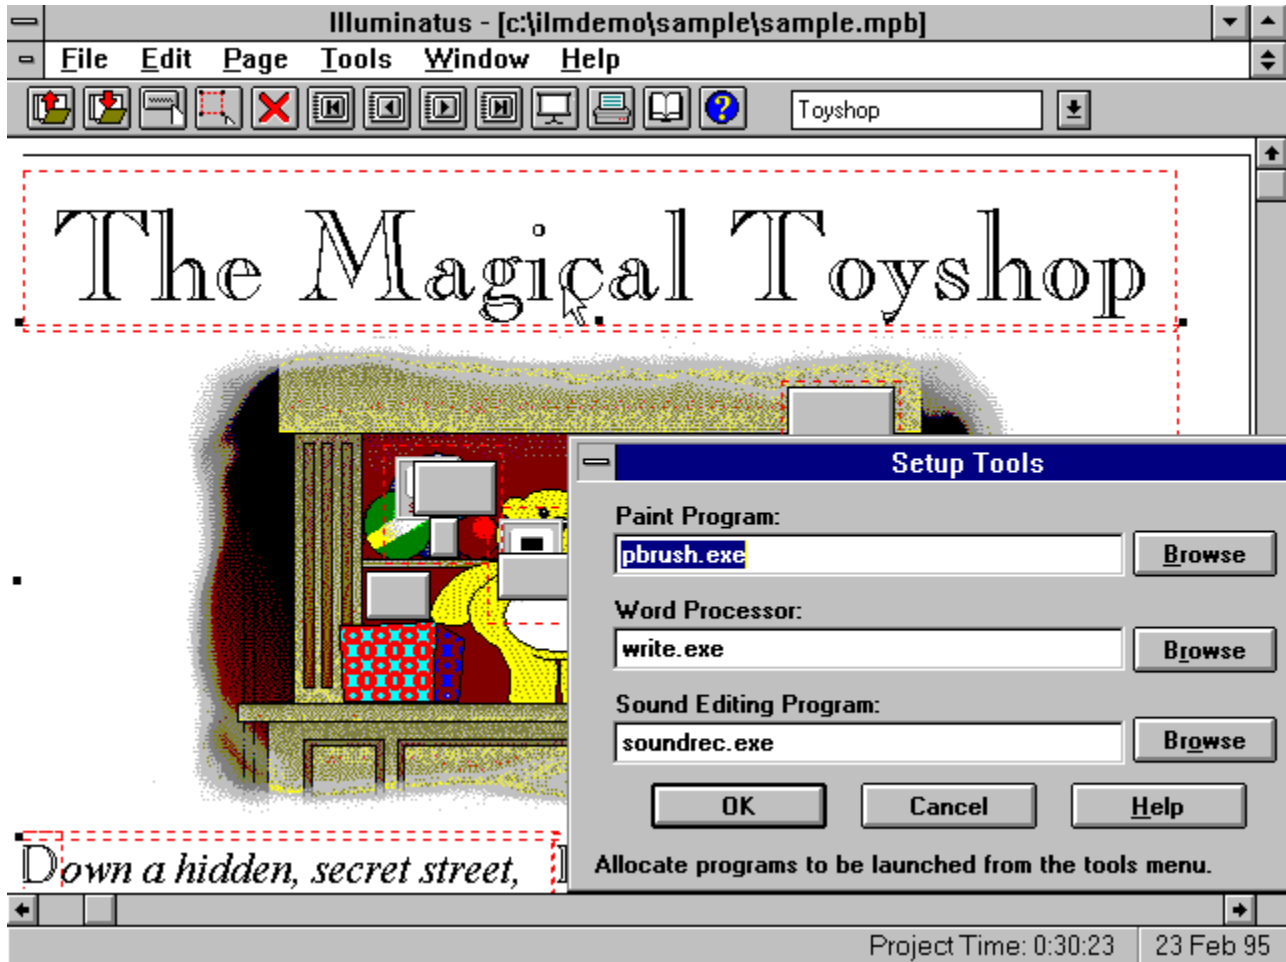 Illuminatus - [c:\ilmdemo\sample\sample.mpb]
File Edit Page Tools Window Help
Toyshop
The Magical Toyshop
Setup Tools
Paint Program:
pbrush.exe Browse
Word Processor:
write.exe Browse
Sound Editing Program:
soundrec.exe Browse
OK Cancel Help
Allocate programs to be launched from the tools menu.
Down a hidden, secret street,
Project Time: 0:30:23 23 Feb 95